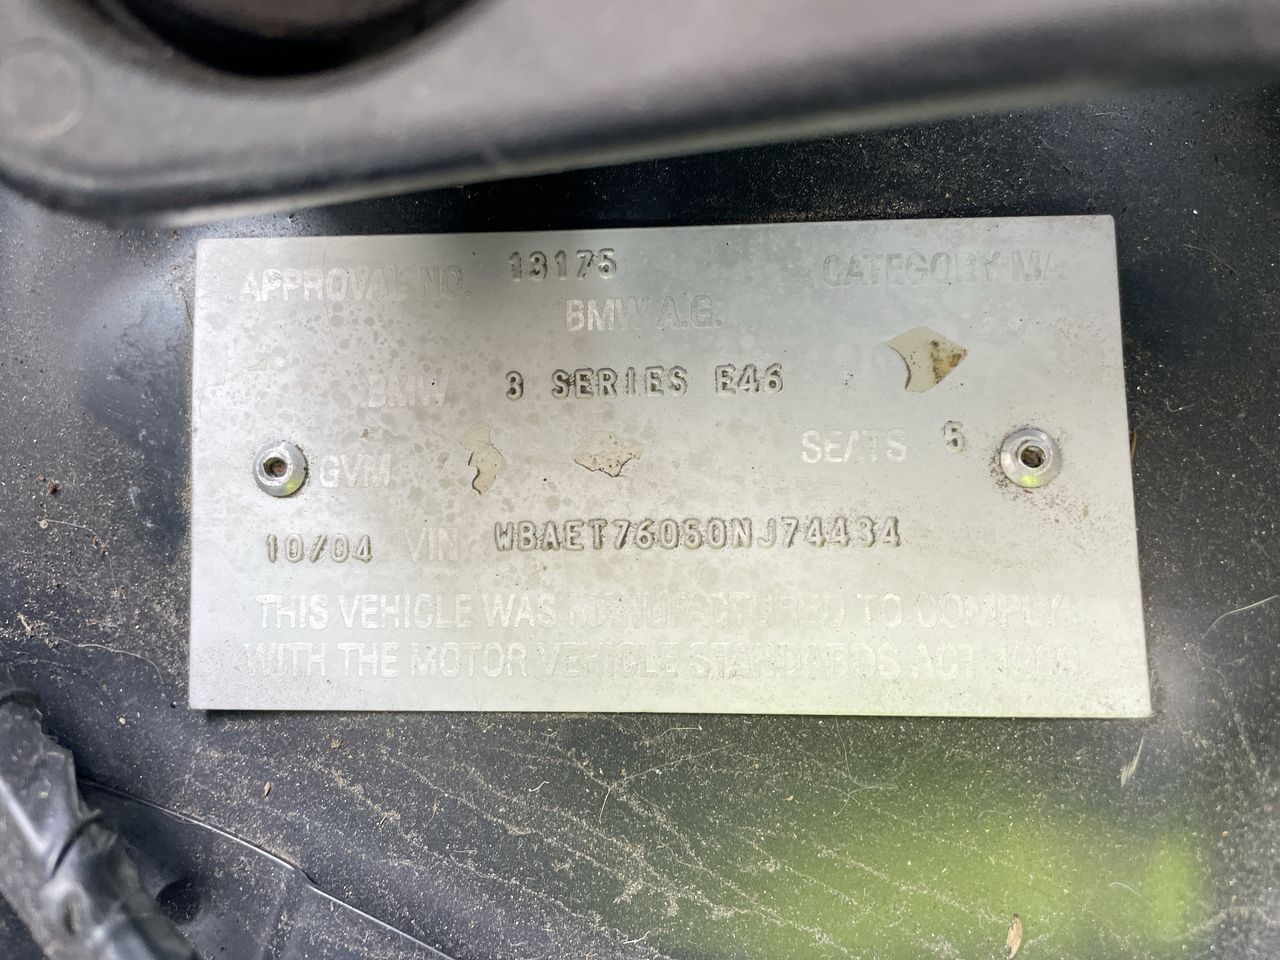 APPROVAL NO. 13175 CATEGORY MA
BMW A.G.
BMW 3 SERIES E46
GVM SEATS 5
10/04 VIN WBAET76050NJ74434
THIS VEHICLE WAS MANUFACTURED TO COMPLY
WITH THE MOTOR VEHICLE STANDARDS ACT 1989